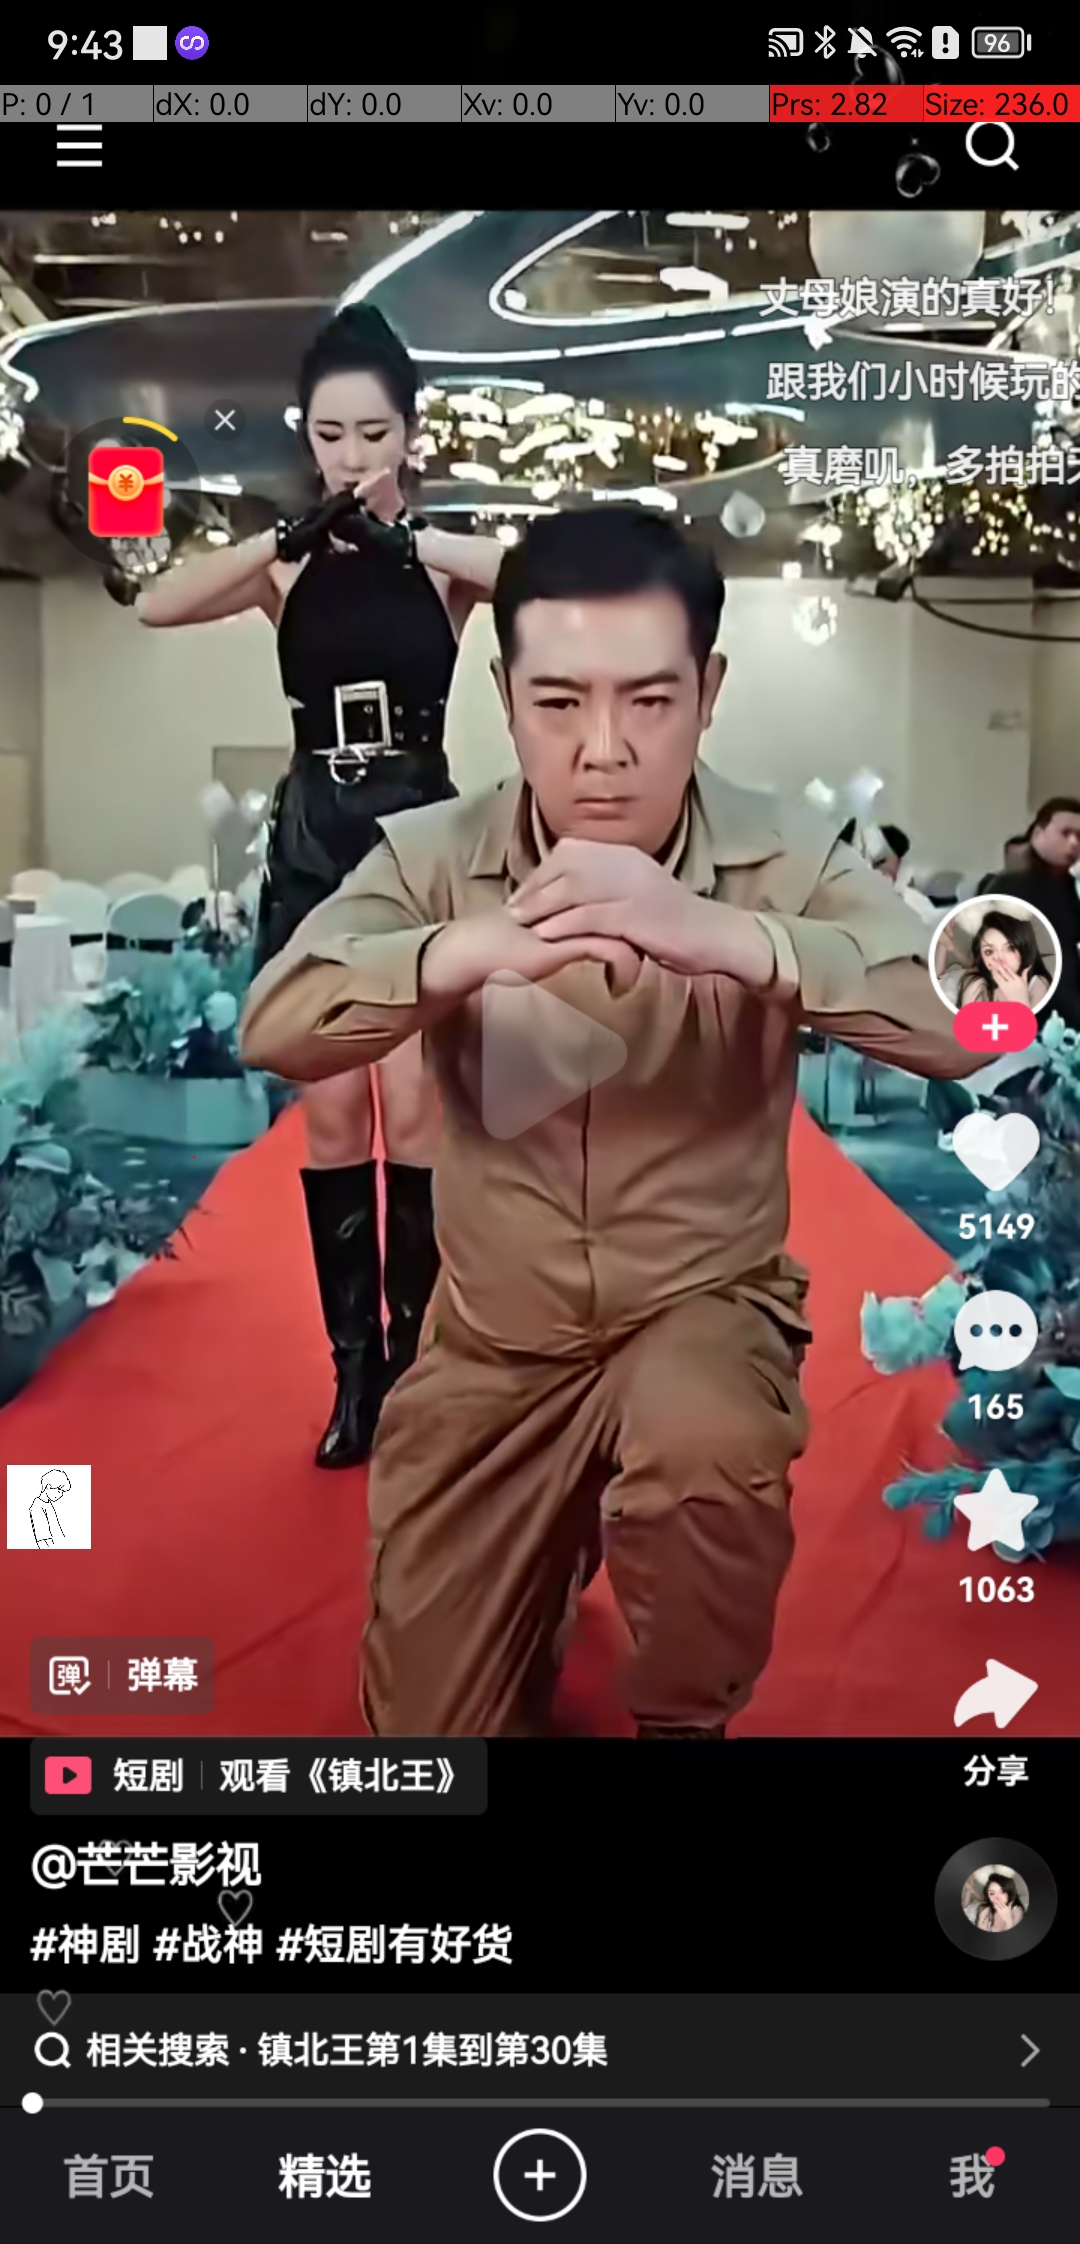 9:43
96
P: 0 / 1
dX: 0.0
dY: 0.0
Xv: 0.0
Yv: 0.0
Prs: 2.82
Size: 236.0
丈母娘演的真好!
跟我们小时候玩的
真磨叽，多拍拍
5149
165
1063
弹 弹幕
短剧 观看《镇北王》
分享
@芒芒影视
#神剧 #战神 #短剧有好货
相关搜索 · 镇北王第1集到第30集
首页
精选
消息
我